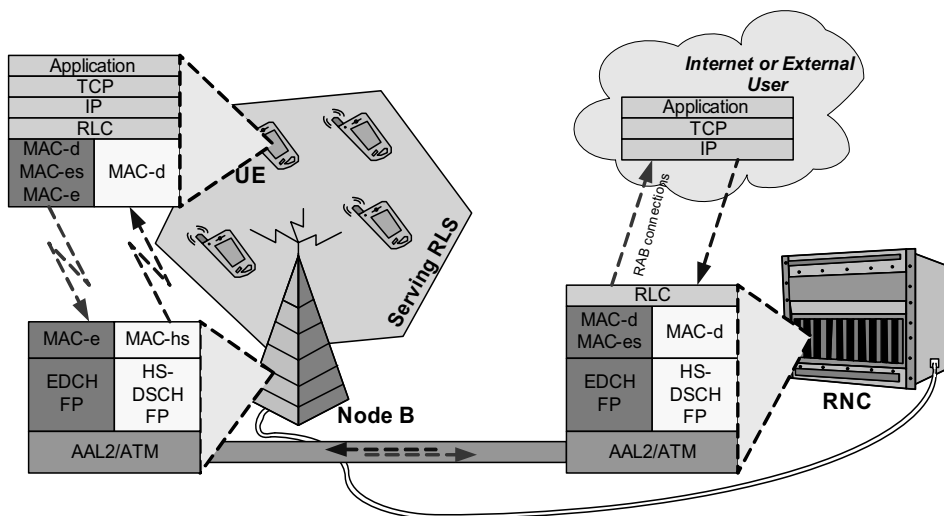 Application
TCP
IP
RLC
MAC-d
MAC-es
MAC-e
MAC-d
UE
Serving RLS
Internet or External
User
Application
TCP
IP
RAB connections
MAC-e
MAC-hs
EDCH
FP
HS-
DSCH
FP
AAL2/ATM
Node B
RLC
MAC-d
MAC-es
MAC-d
EDCH
FP
HS-
DSCH
FP
AAL2/ATM
RNC